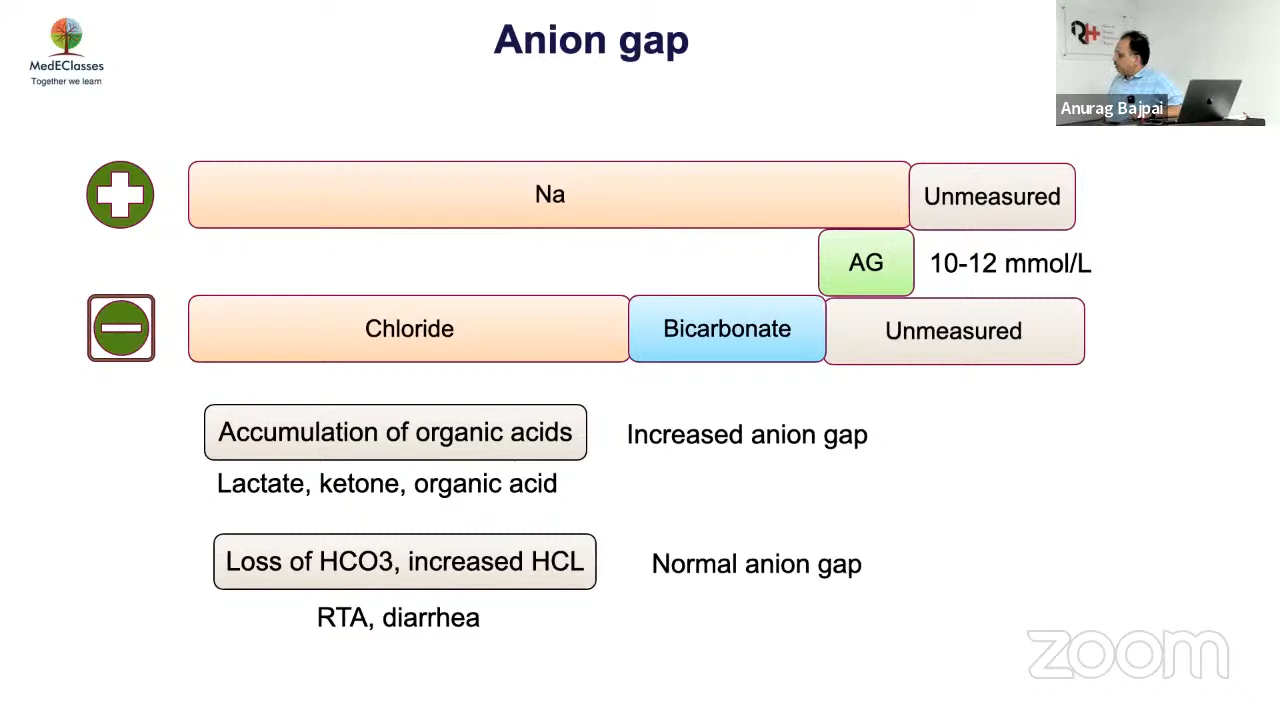 MedEClasses
Together we learn
Anion gap
Anurag Bajpai
Na
Unmeasured
AG
10-12 mmol/L
Chloride
Bicarbonate
Unmeasured
Accumulation of organic acids
Increased anion gap
Lactate, ketone, organic acid
Loss of HCO3, increased HCL
Normal anion gap
RTA, diarrhea
zoom